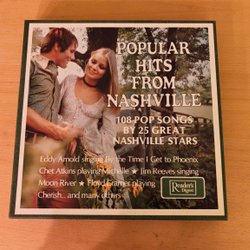 POPULAR
HITS
FROM
NASHVILLE
108 POP SONGS
BY 25 GREAT
NASHVILLE STARS
Eddy Arnold singing By the Time I Get to Phoenix
Chet Atkins playing Michelle ★ Jim Reeves singing
Moon River ★ Floyd Cramer playing
Cherish... and many others
Reader's
Digest